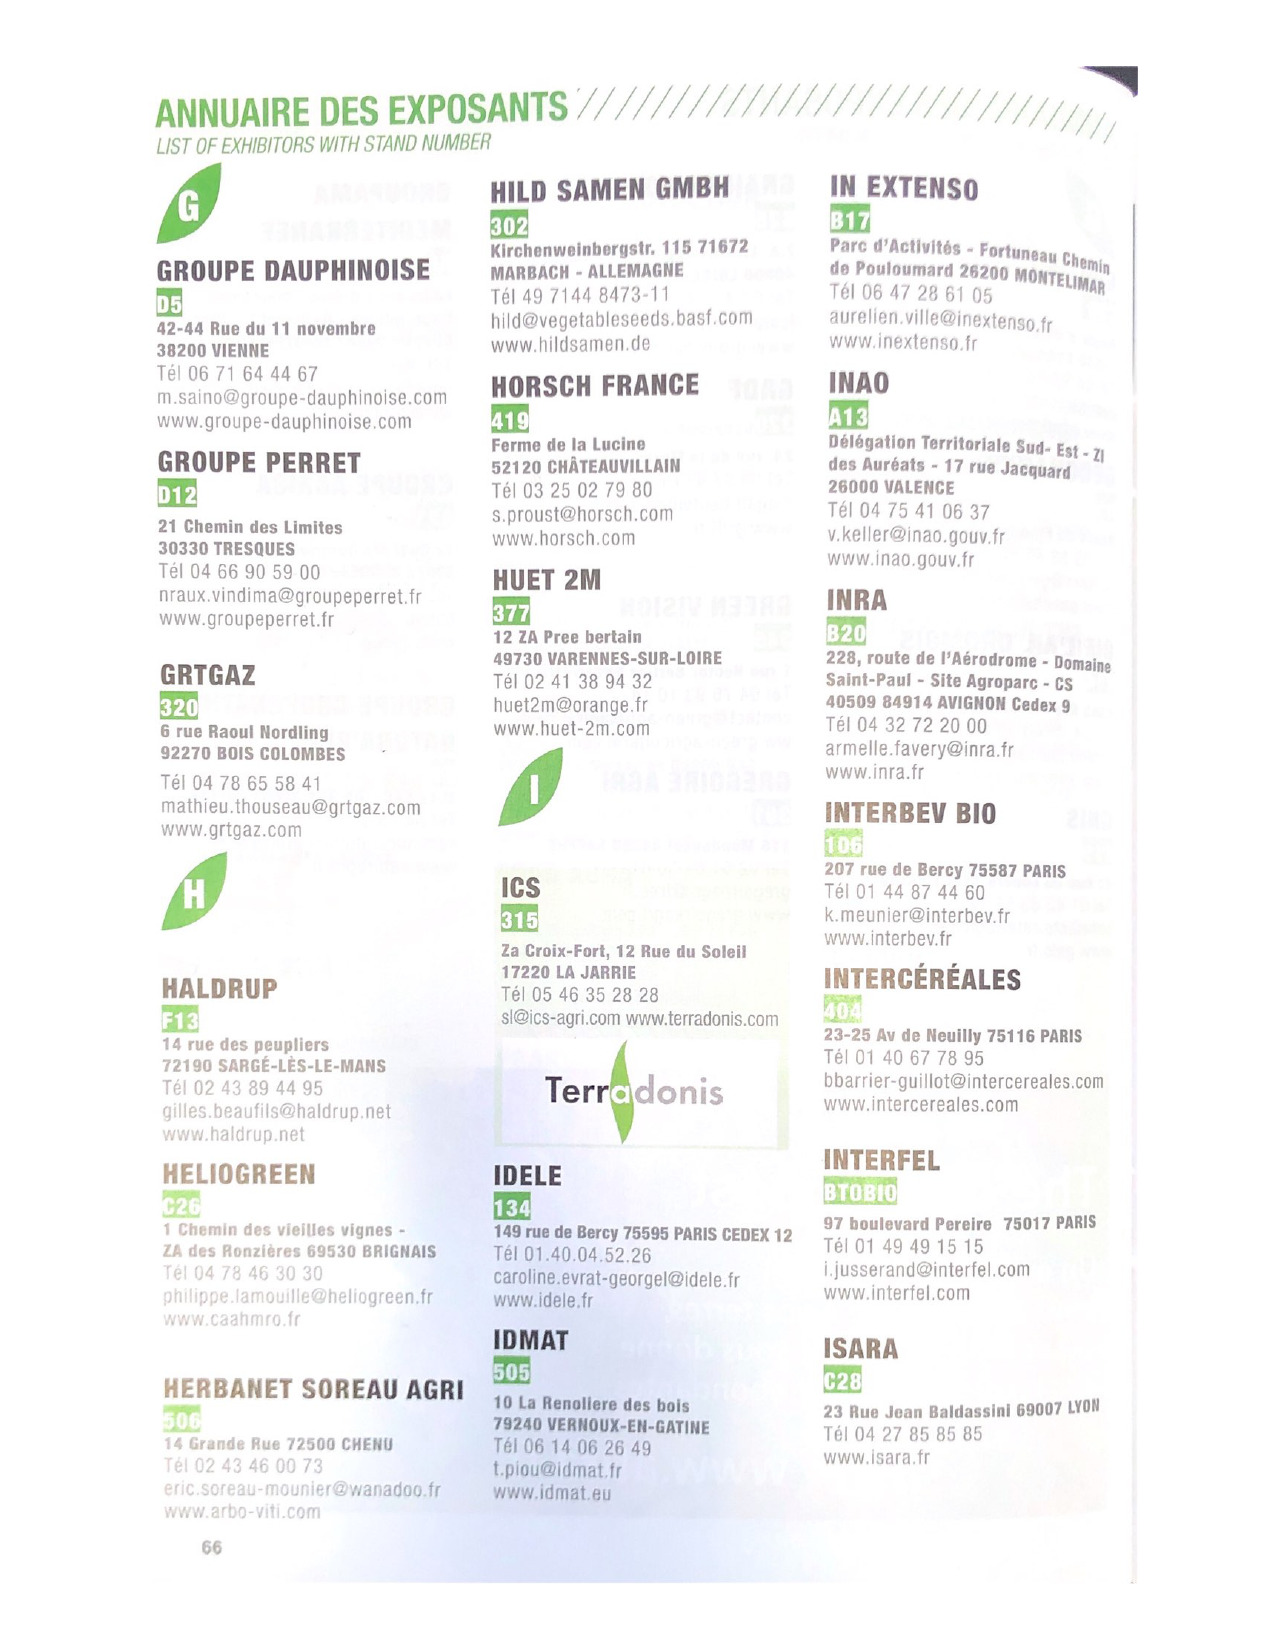 ANNUAIRE DES EXPOSANTS
LIST OF EXHIBITORS WITH STAND NUMBER
G
GROUPE DAUPHINOISE
D5
42-44 Rue du 11 novembre
38200 VIENNE
Tél 06 71 64 44 67
m.saino@groupe-dauphinoise.com
www.groupe-dauphinoise.com
GROUPE PERRET
D12
21 Chemin des Limites
30330 TRESQUES
Tél 04 66 90 59 00
nraux.vindima@groupeperret.fr
www.groupeperret.fr
GRTGAZ
320
6 rue Raoul Nordling
92270 BOIS COLOMBES
Tél 04 78 65 58 41
mathieu.thouseau@grtgaz.com
www.grtgaz.com
H
HALDRUP
F13
14 rue des peupliers
72190 SARGÉ-LÈS-LE-MANS
Tél 02 43 89 44 95
gilles.beaufils@haldrup.net
www.haldrup.net
HELIOGREEN
C26
1 Chemin des vieilles vignes -
ZA des Ronzières 69530 BRIGNAIS
Tél 04 78 46 30 30
philippe.lamouille@heliogreen.fr
www.caahmro.fr
HERBANET SOREAU AGRI
506
14 Grande Rue 72500 CHENU
Tél 02 43 46 00 73
eric.soreau-mounier@wanadoo.fr
www.arbo-viti.com
66
HILD SAMEN GMBH
302
Kirchenweinbergstr. 115 71672
MARBACH - ALLEMAGNE
Tél 49 7144 8473-11
hild@vegetableseeds.basf.com
www.hildsamen.de
HORSCH FRANCE
419
Ferme de la Lucine
52120 CHÂTEAUVILLAIN
Tél 03 25 02 79 80
s.proust@horsch.com
www.horsch.com
HUET 2M
377
12 ZA Pree bertain
49730 VARENNES-SUR-LOIRE
Tél 02 41 38 94 32
huet2m@orange.fr
www.huet-2m.com
I
ICS
315
Za Croix-Fort, 12 Rue du Soleil
17220 LA JARRIE
Tél 05 46 35 28 28
sl@ics-agri.com www.terradonis.com
Terradonis
IDELE
134
149 rue de Bercy 75595 PARIS CEDEX 12
Tél 01.40.04.52.26
caroline.evrat-georgel@idele.fr
www.idele.fr
IDMAT
505
10 La Renoliere des bois
79240 VERNOUX-EN-GATINE
Tél 06 14 06 26 49
t.piou@idmat.fr
www.idmat.eu
IN EXTENSO
B17
Parc d'Activités - Fortuneau Chemin
de Pouloumard 26200 MONTELIMAR
Tél 06 47 28 61 05
aurelien.ville@inextenso.fr
www.inextenso.fr
INAO
A13
Délégation Territoriale Sud- Est - ZI
des Auréats - 17 rue Jacquard
26000 VALENCE
Tél 04 75 41 06 37
v.keller@inao.gouv.fr
www.inao.gouv.fr
INRA
B20
228, route de l'Aérodrome - Domaine
Saint-Paul - Site Agroparc - CS
40509 84914 AVIGNON Cedex 9
Tél 04 32 72 20 00
armelle.favery@inra.fr
www.inra.fr
INTERBEV BIO
106
207 rue de Bercy 75587 PARIS
Tél 01 44 87 44 60
k.meunier@interbev.fr
www.interbev.fr
INTERCÉRÉALES
404
23-25 Av de Neuilly 75116 PARIS
Tél 01 40 67 78 95
bbarrier-guillot@intercereales.com
www.intercereales.com
INTERFEL
BTOBIO
97 boulevard Pereire 75017 PARIS
Tél 01 49 49 15 15
i.jusserand@interfel.com
www.interfel.com
ISARA
C28
23 Rue Jean Baldassini 69007 LYON
Tél 04 27 85 85 85
www.isara.fr